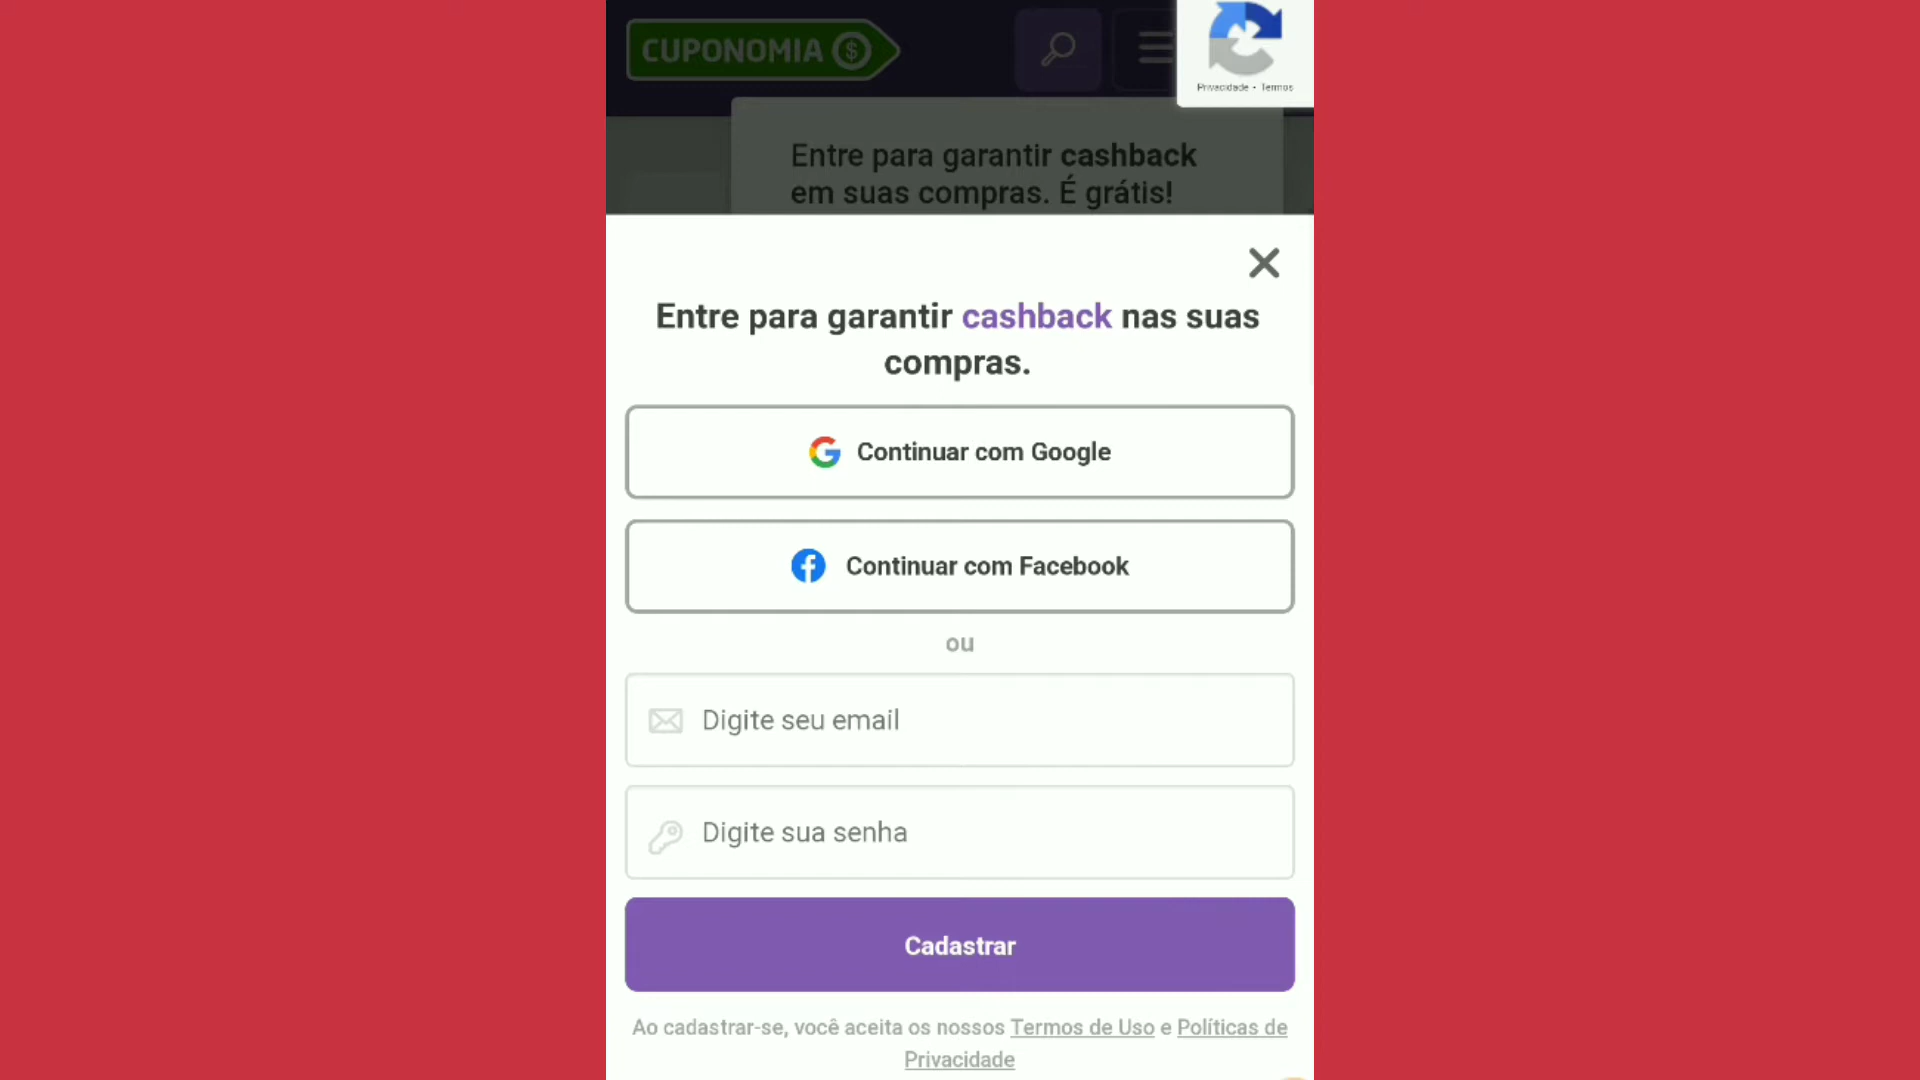 CUPONOMIA $
Privacidade - Termos
Entre para garantir cashback
em suas compras. É grátis!
Entre para garantir cashback nas suas
compras.
Continuar com Google
Continuar com Facebook
ou
Digite seu email
Digite sua senha
Cadastrar
Ao cadastrar-se, você aceita os nossos Termos de Uso e Políticas de
Privacidade